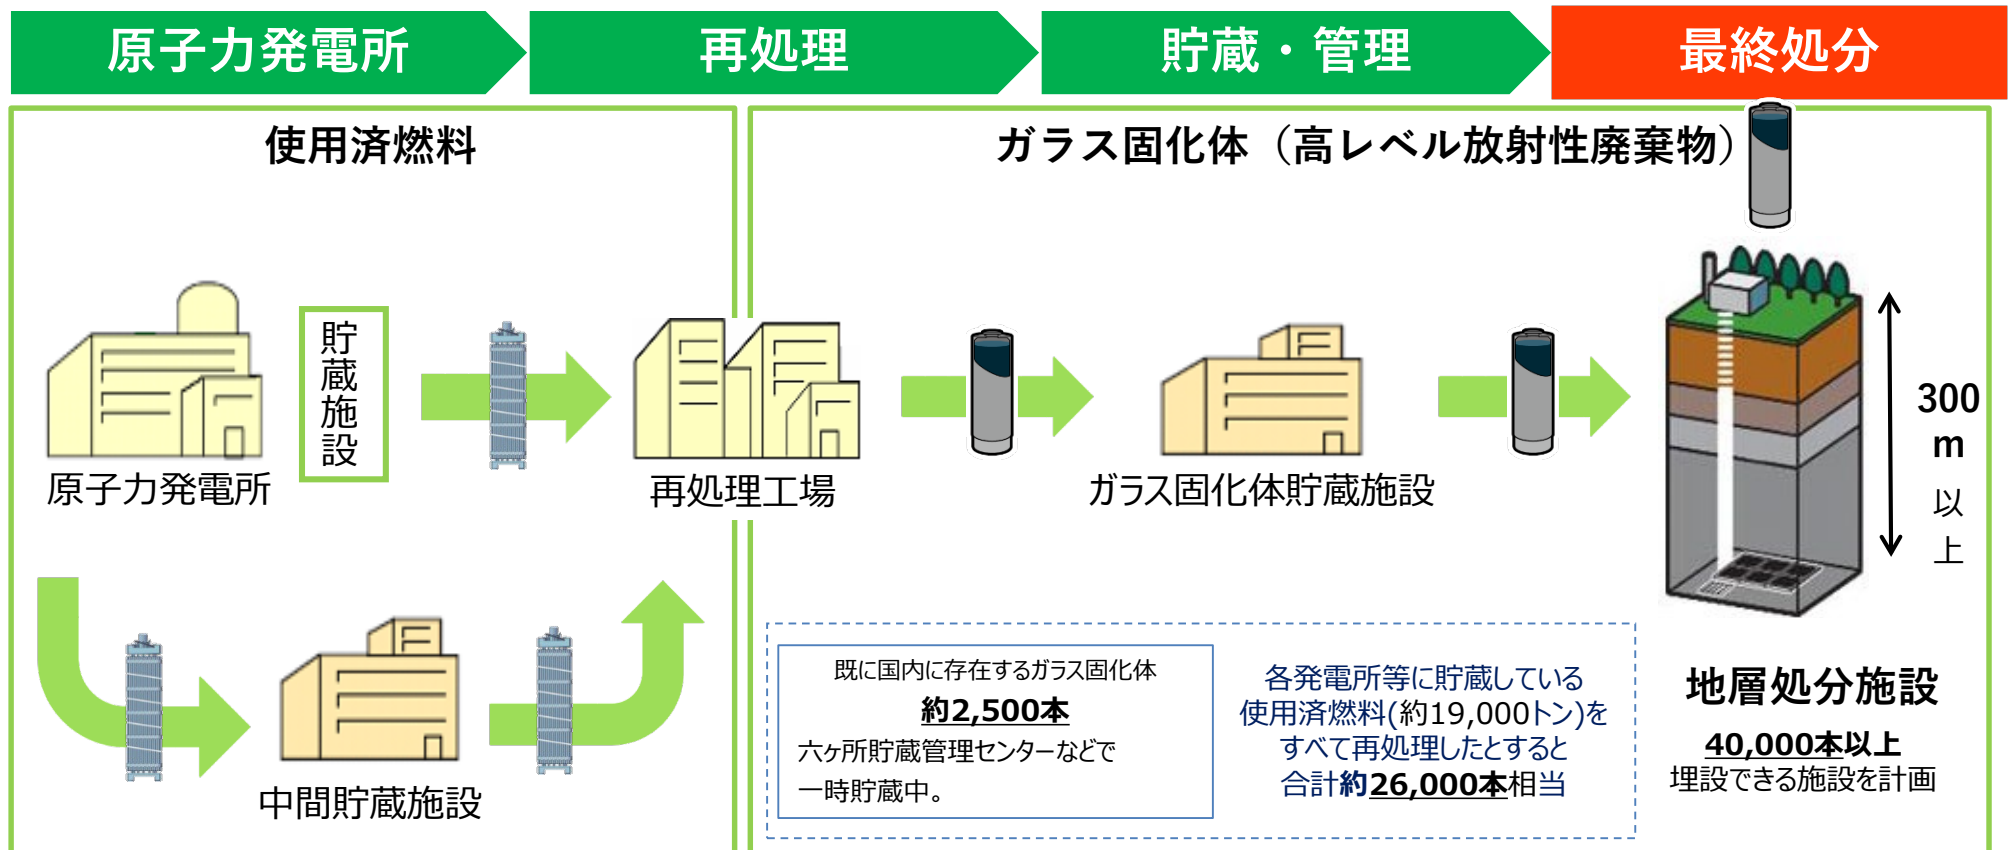 原子力発電所
再処理
貯蔵・管理
最終処分
使用済燃料
ガラス固化体（高レベル放射性廃棄物）
貯蔵施設
原子力発電所
再処理工場
ガラス固化体貯蔵施設
300
m
以
上
中間貯蔵施設
既に国内に存在するガラス固化体
約2,500本
六ヶ所貯蔵管理センターなどで
一時貯蔵中。
各発電所等に貯蔵している
使用済燃料(約19,000トン)を
すべて再処理したとすると
合計約26,000本相当
地層処分施設
40,000本以上
埋設できる施設を計画